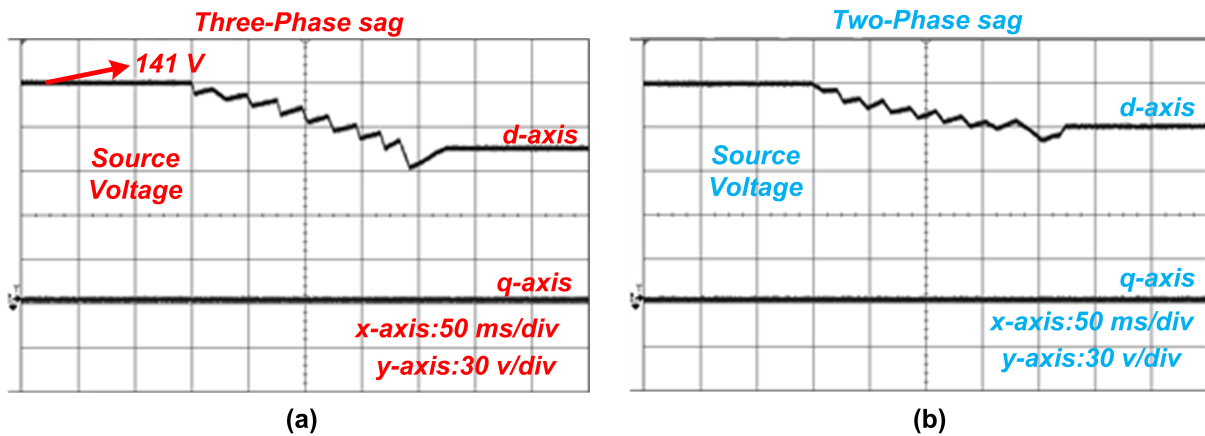 Three-Phase sag
141 V
d-axis
Source
Voltage
q-axis
x-axis:50 ms/div
y-axis:30 v/div
(a)
Two-Phase sag
d-axis
Source
Voltage
q-axis
x-axis:50 ms/div
y-axis:30 v/div
(b)